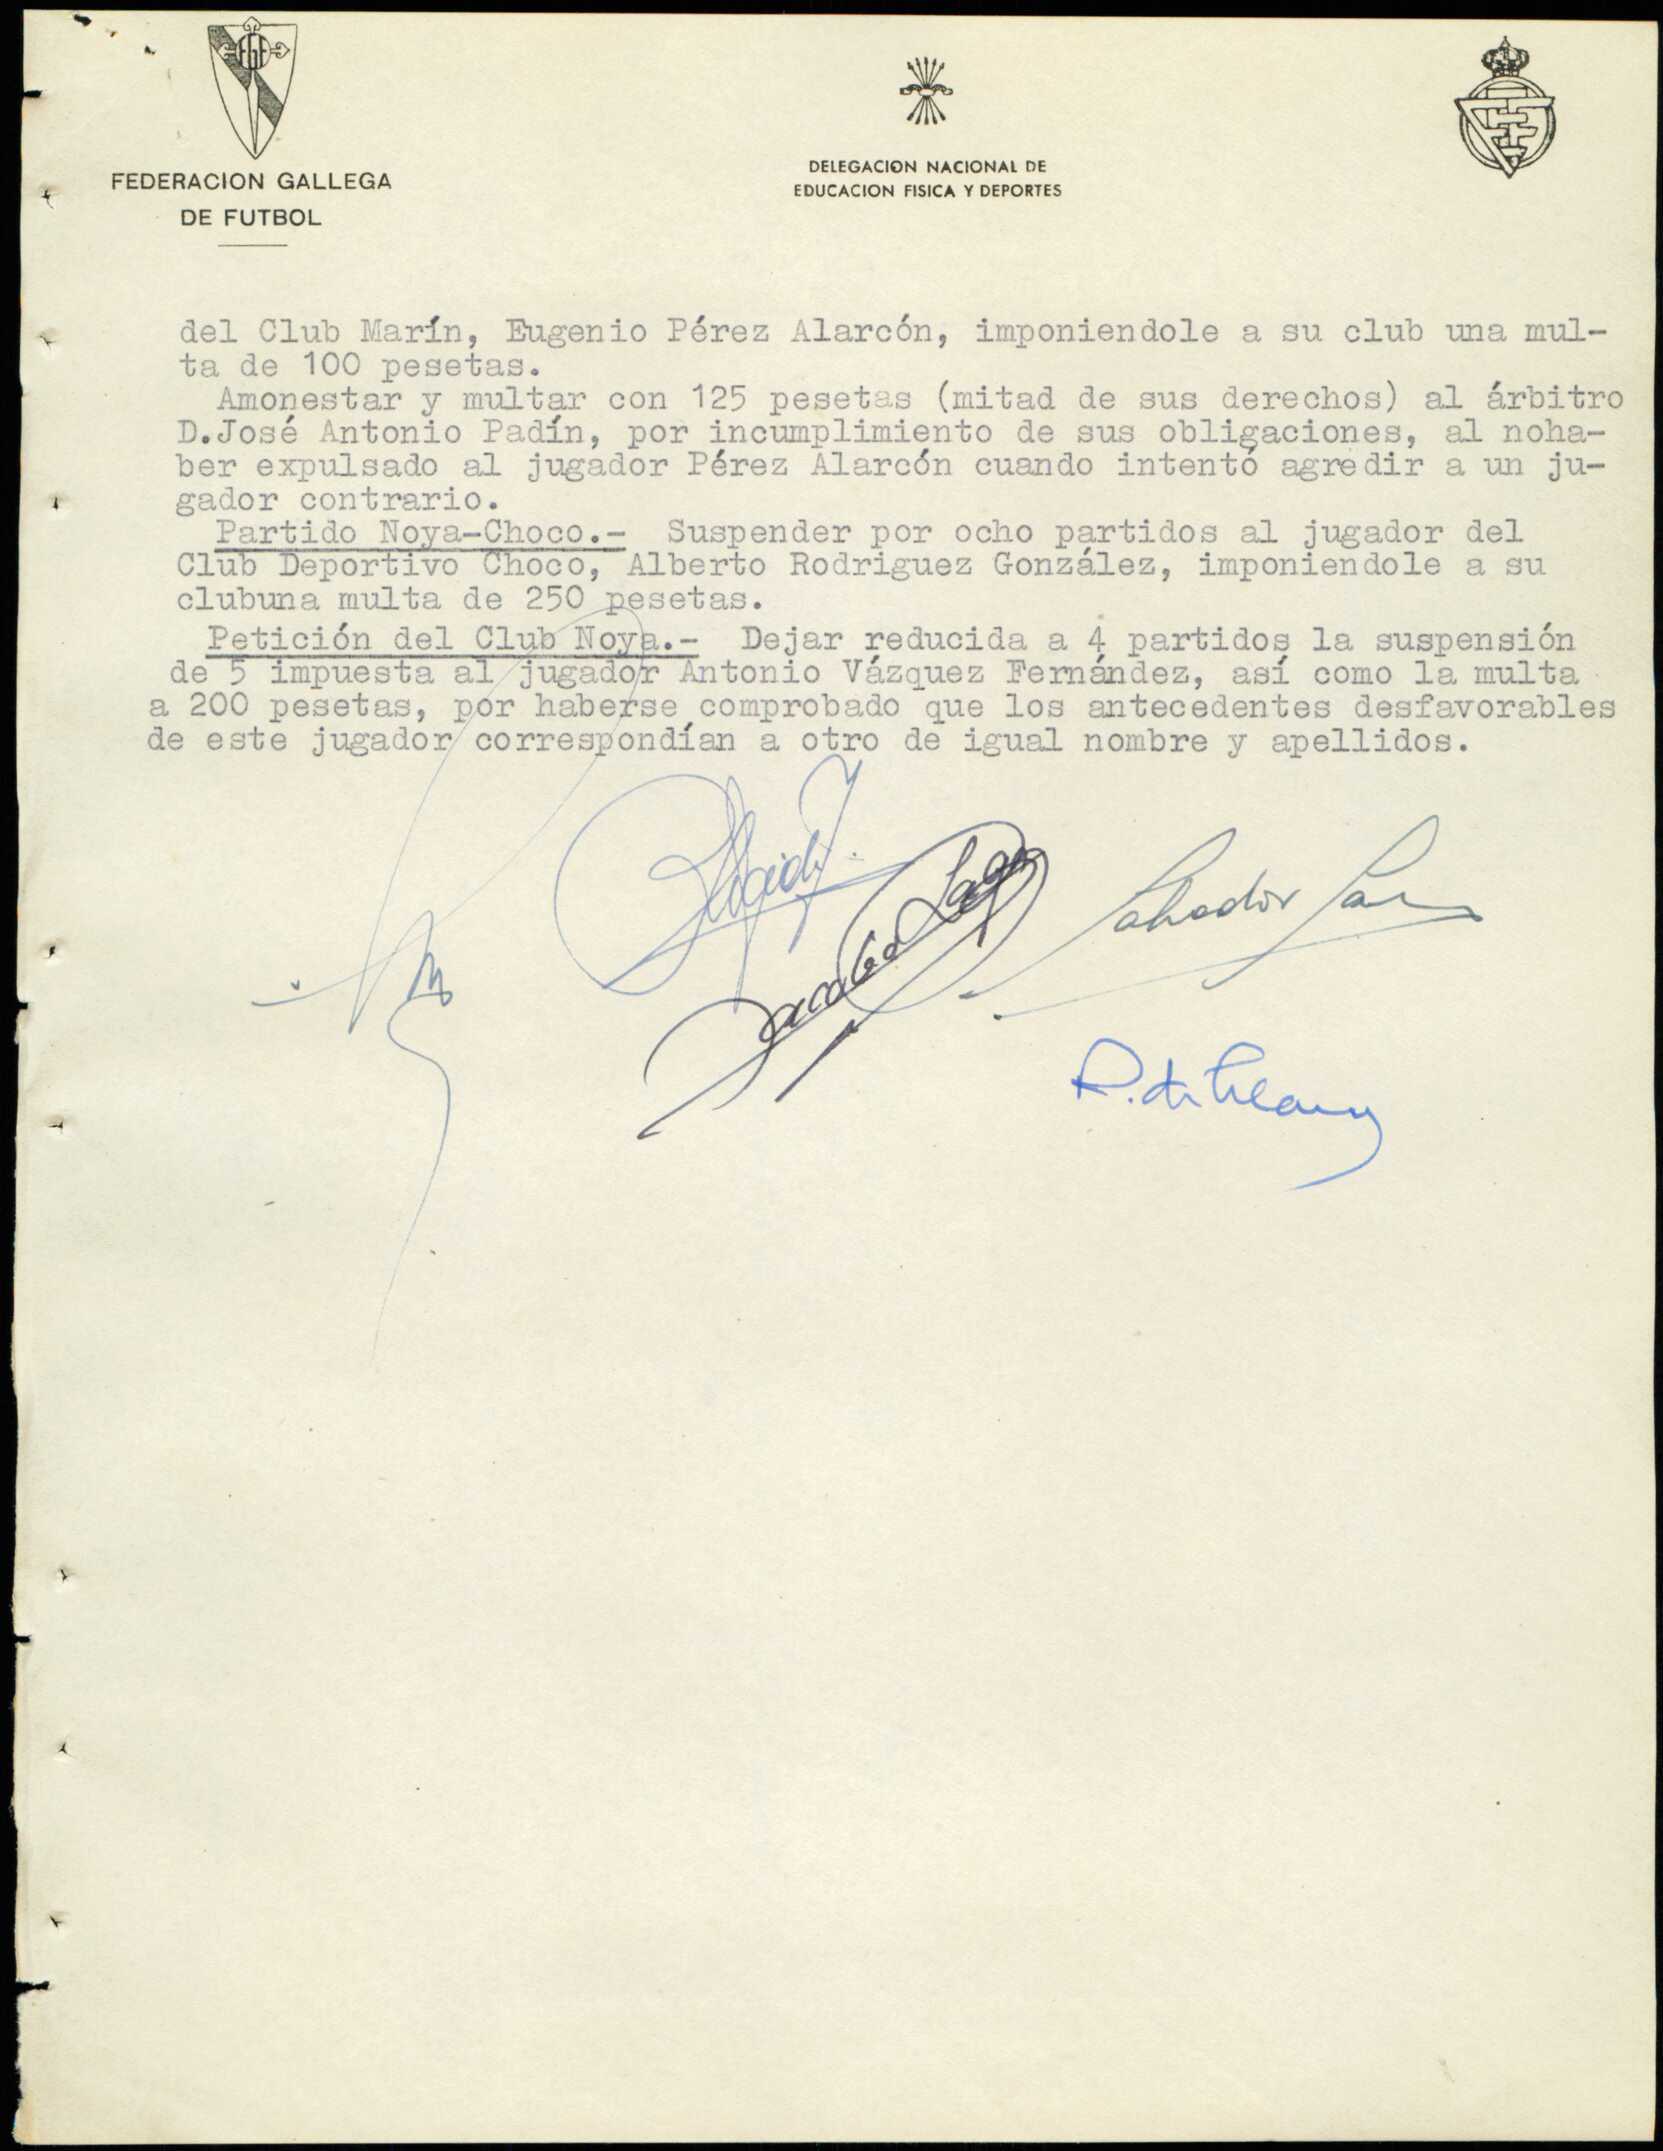 FGF
FEDERACION GALLEGA
DE FUTBOL
DELEGACION NACIONAL DE
EDUCACION FISICA Y DEPORTES
del Club Marín, Eugenio Pérez Alarcón, imponiendole a su club una mul-
ta de 100 pesetas.
Amonestar y multar con 125 pesetas (mitad de sus derechos) al árbitro
D.José Antonio Padín, por incumplimiento de sus obligaciones, al noha-
ber expulsado al jugador Pérez Alarcón cuando intentó agredir a un ju-
gador contrario.
Partido Noya-Choco.- Suspender por ocho partidos al jugador del
Club Deportivo Choco, Alberto Rodriguez González, imponiendole a su
clubuna multa de 250 pesetas.
Petición del Club Noya.- Dejar reducida a 4 partidos la suspensión
de 5 impuesta al jugador Antonio Vázquez Fernández, así como la multa
a 200 pesetas, por haberse comprobado que los antecedentes desfavorables
de este jugador correspondían a otro de igual nombre y apellidos.
Jacobo
Salvador